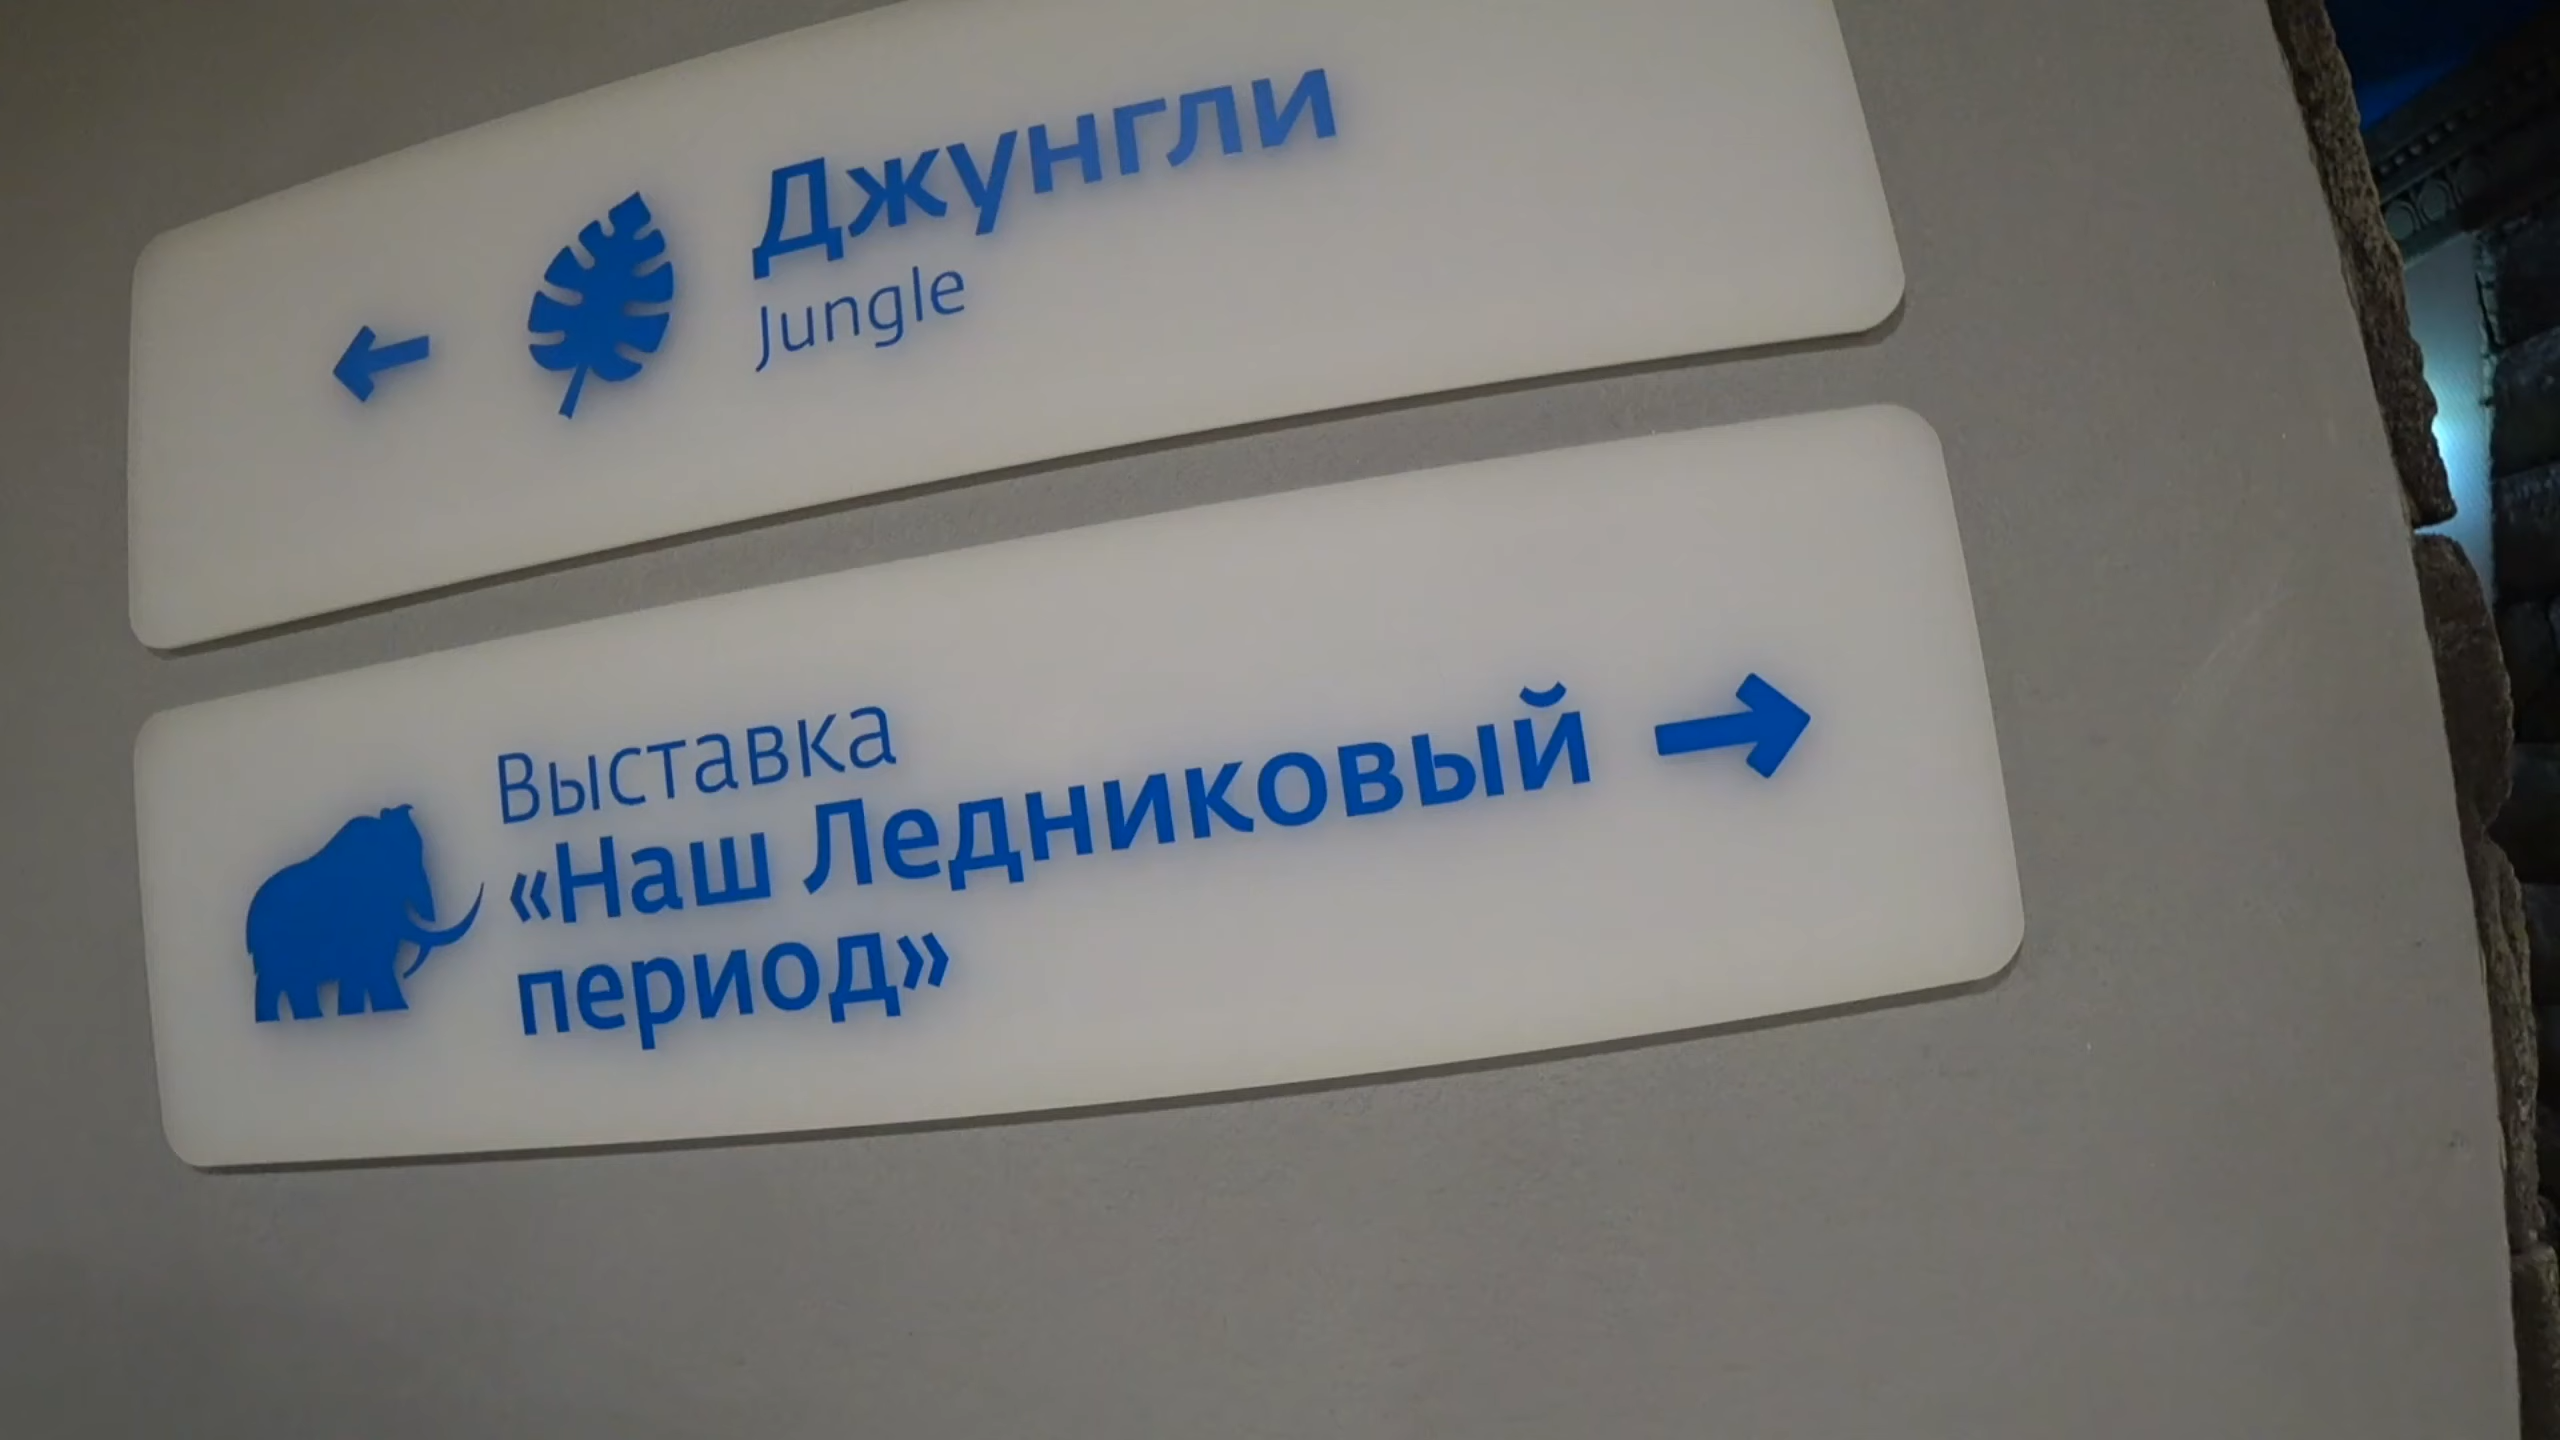 Джунгли
Jungle
Выставка
«Наш Ледниковый
период»